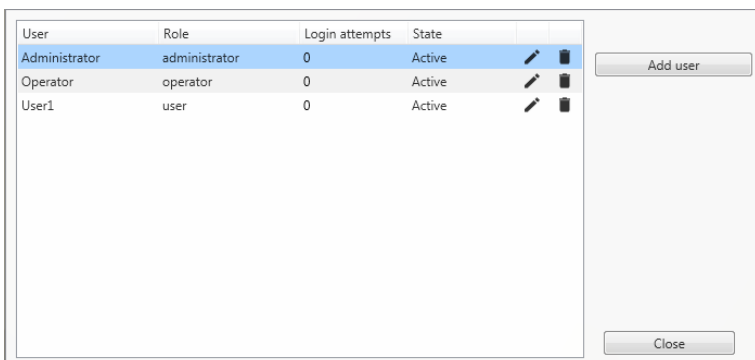 User Role Login attempts State
Administrator administrator 0 Active
Add user
Operator operator 0 Active
User1 user 0 Active
Close